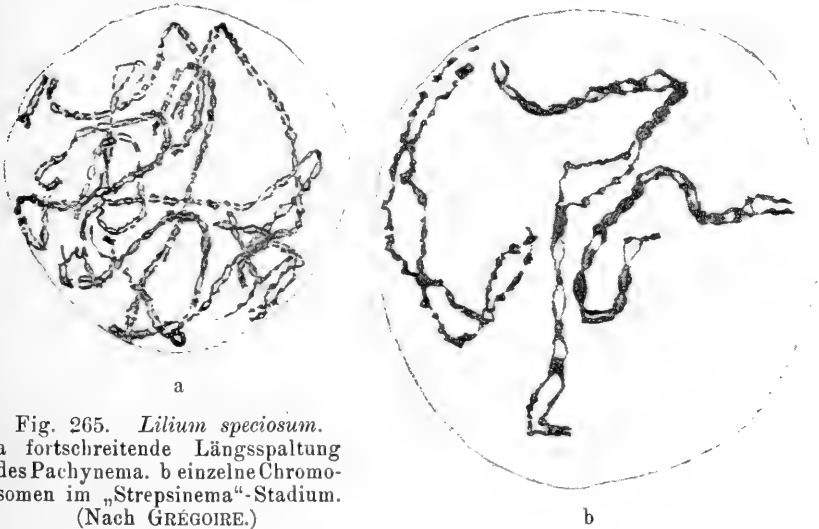 a
Fig. 265. Lilium speciosum.
a fortschreitende Längsspaltung
des Pachynema. b einzelne Chromo-
somen im „Strepsinema“-Stadium.
(Nach GRÉGOIRE.)
b